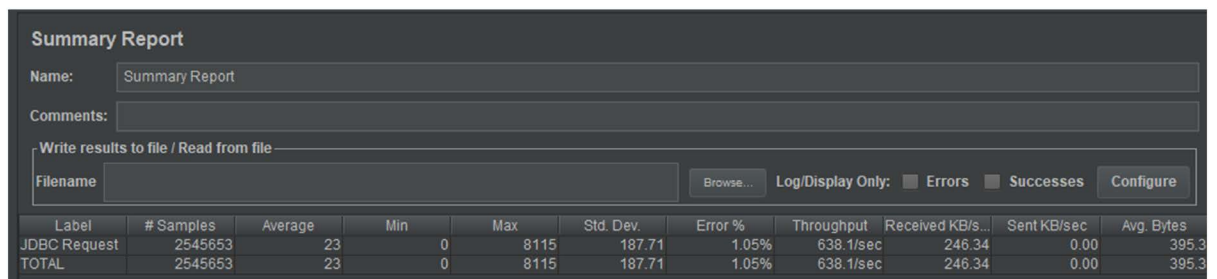 Summary Report
Name: Summary Report
Comments:
Write results to file / Read from file
Filename Browse... Log/Display Only: Errors Successes Configure
Label # Samples Average Min Max Std. Dev. Error % Throughput Received KB/s... Sent KB/sec Avg. Bytes
JDBC Request 2545653 23 0 8115 187.71 1.05% 638.1/sec 246.34 0.00 395.3
TOTAL 2545653 23 0 8115 187.71 1.05% 638.1/sec 246.34 0.00 395.3